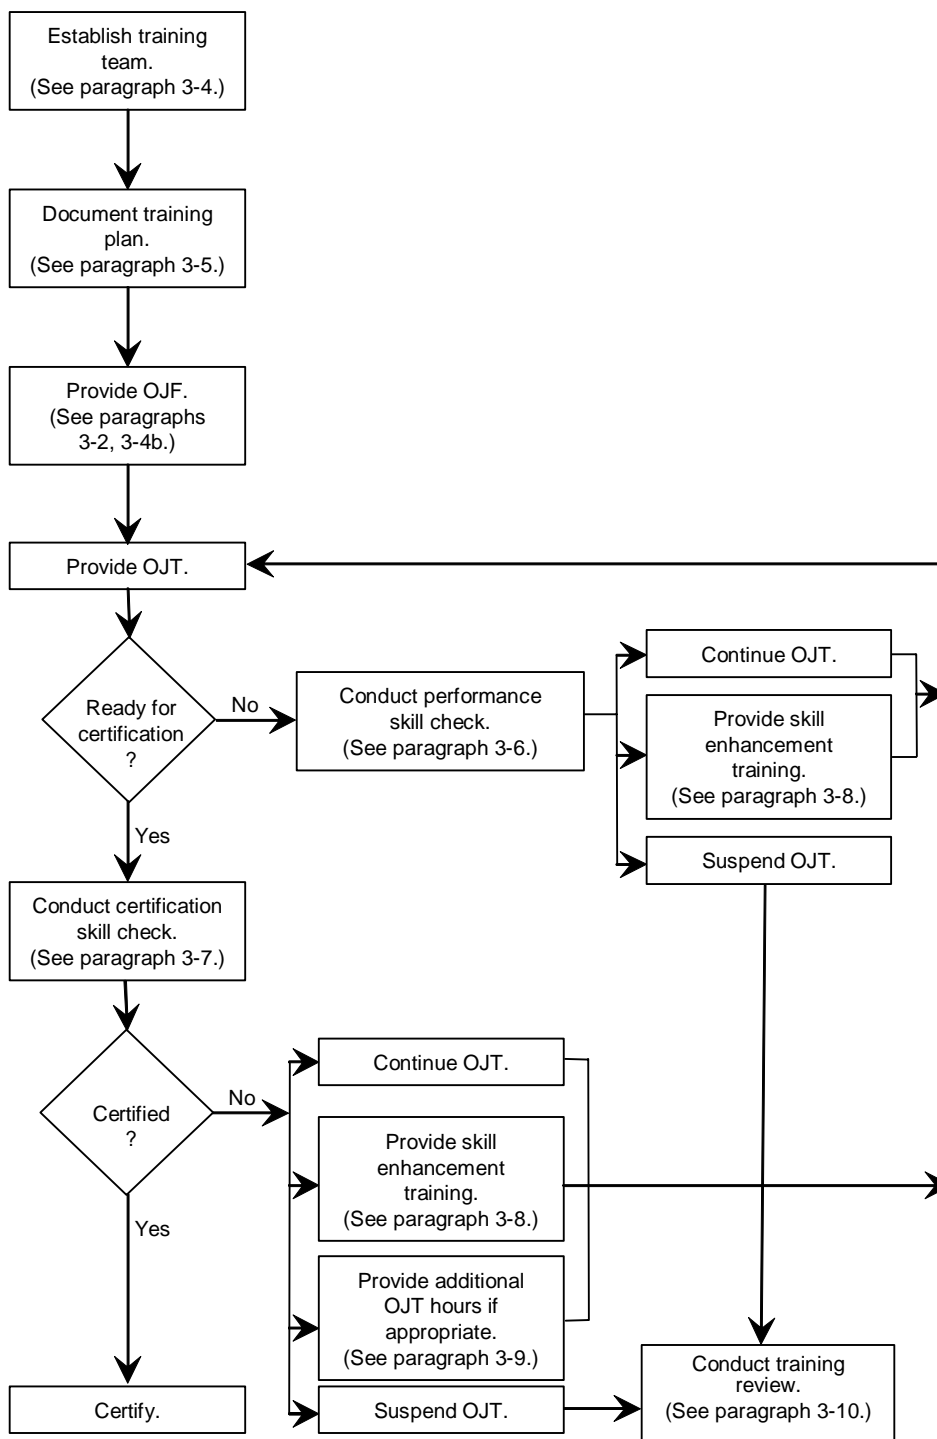 Establish training
team.
(See paragraph 3-4.)
Document training
plan.
(See paragraph 3-5.)
Provide OJF.
(See paragraphs
3-2, 3-4b.)
Provide OJT.
Ready for
certification
?
No
Conduct performance
skill check.
(See paragraph 3-6.)
Continue OJT.
Provide skill
enhancement
training.
(See paragraph 3-8.)
Suspend OJT.
Yes
Conduct certification
skill check.
(See paragraph 3-7.)
Certified
?
No
Continue OJT.
Provide skill
enhancement
training.
(See paragraph 3-8.)
Provide additional
OJT hours if
appropriate.
(See paragraph 3-9.)
Suspend OJT.
Conduct training
review.
(See paragraph 3-10.)
Yes
Certify.